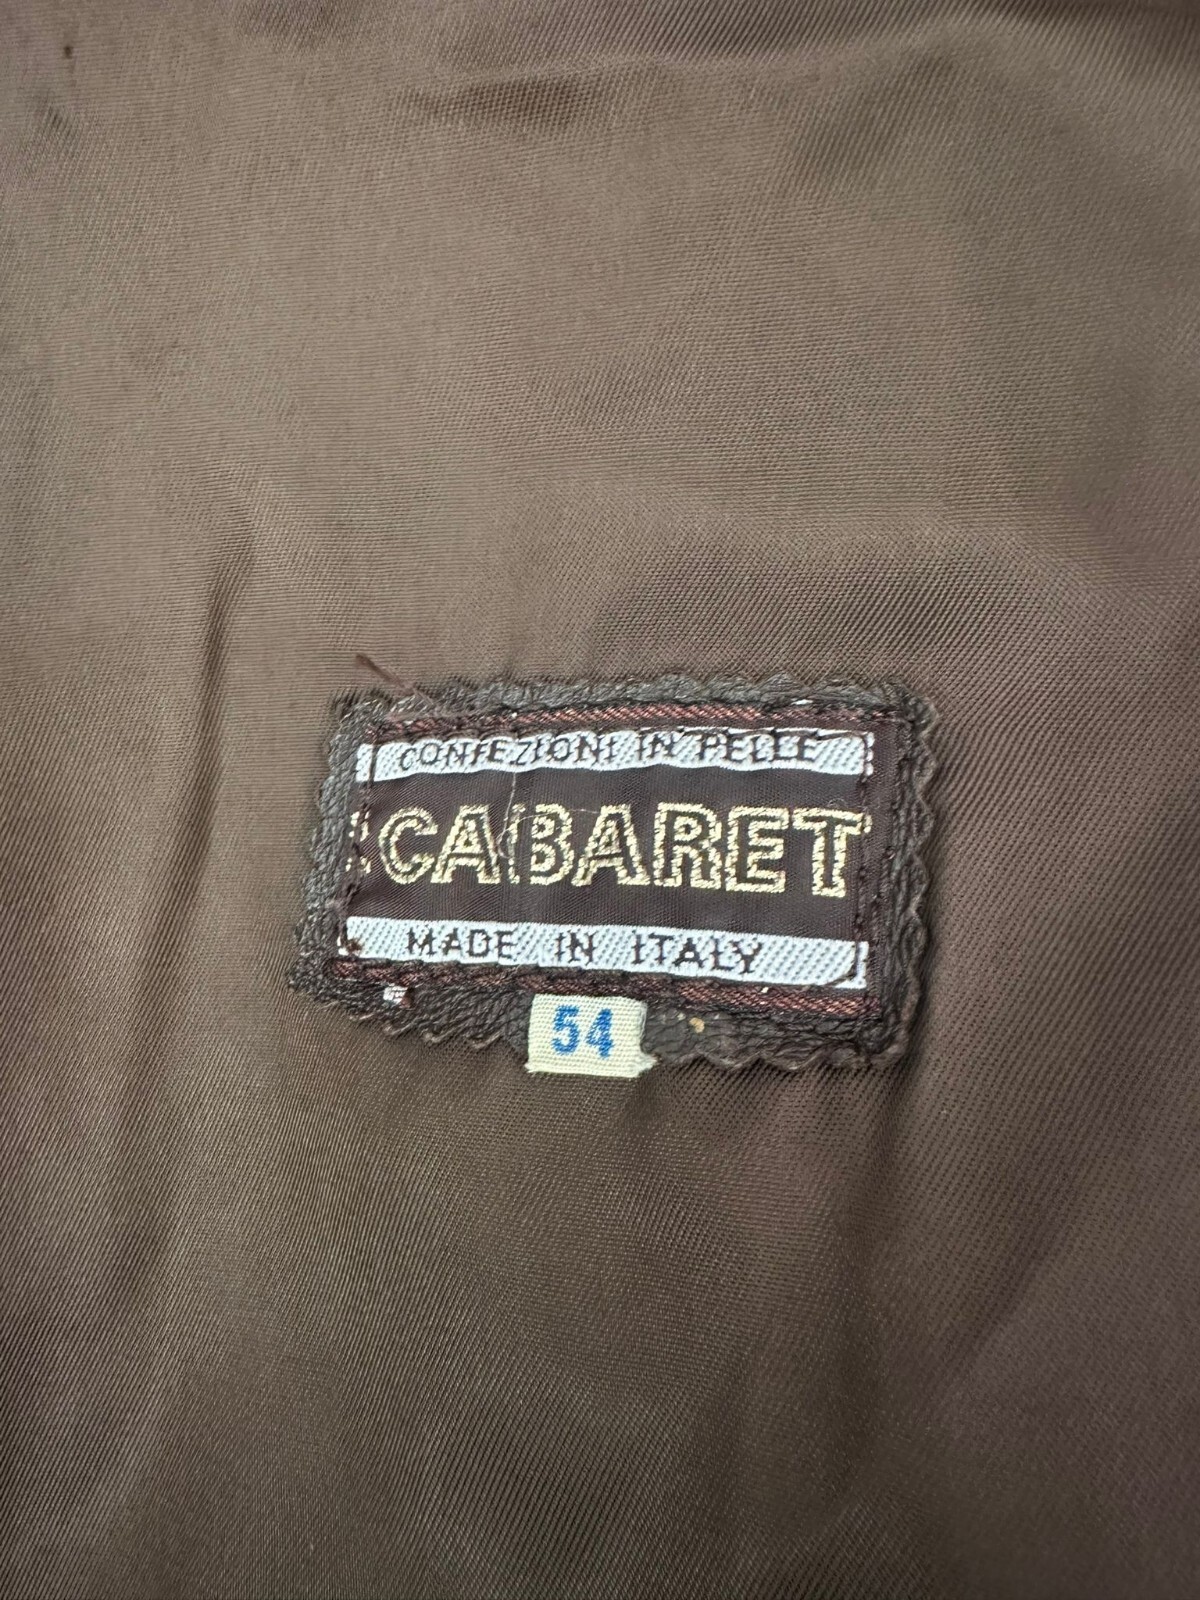 CONFEZIONI IN PELLE
CABARET
MADE IN ITALY
54